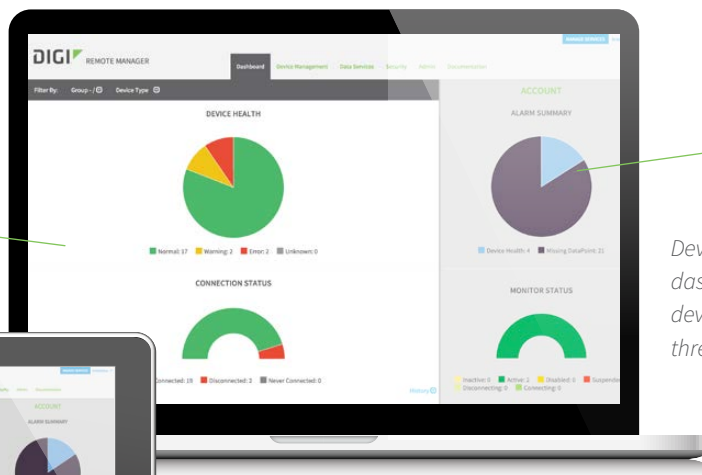 MANAGE SERVICES
DIGI REMOTE MANAGER
Dashboard Device Management Data Services Security Admin Documentation
Filter By: Group - / Device Type
DEVICE HEALTH
Normal: 17 Warning: 2 Error: 2 Unknown: 0
CONNECTION STATUS
Connected: 19 Disconnected: 2 Never Connected: 0
History
ACCOUNT
ALARM SUMMARY
Device Health: 4 Missing DataPoint: 21
MONITOR STATUS
Inactive: 0 Active: 2 Disabled: 0 Suspende
Disconnecting: 0 Connecting: 0
Dev
das
dev
thre
ACCOUNT
ALARM SUMMARY